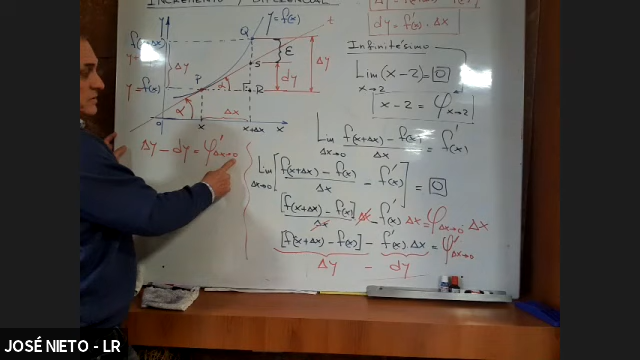 INCREMENTO y DIFERENCIAL
y
y = f(x)
t
Q
f(x+Δx)
y+
Δy
ε
S
dy
Δy
y = f(x)
P
α
R
α
Δx
0
x
x+Δx
x
Δy - dy = φ'Δx→0
dy = f'(x) · Δx
Infinitésimo
Lim (x-2) = 0
x→2
x-2 = φx→2
Lim f(x+Δx) - f(x) / Δx = f'(x)
Δx→0
Lim [ f(x+Δx) - f(x) / Δx - f'(x) ] = 0
Δx→0
[f(x+Δx) - f(x)] / Δx · Δx - f'(x) Δx = φΔx→0 · Δx
[f(x+Δx) - f(x)] - f'(x) Δx = φ'Δx→0
Δy - dy
JOSÉ NIETO - LR